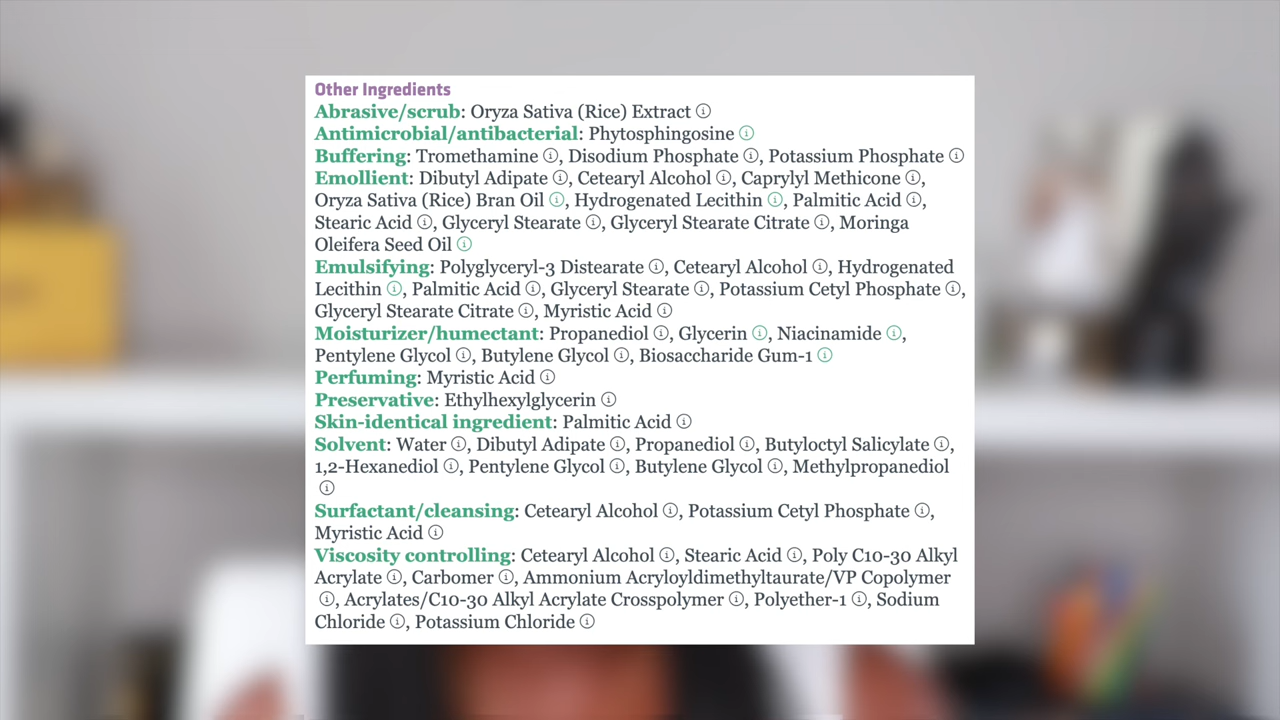 Other Ingredients
Abrasive/scrub: Oryza Sativa (Rice) Extract ⓘ
Antimicrobial/antibacterial: Phytosphingosine ⓘ
Buffering: Tromethamine ⓘ, Disodium Phosphate ⓘ, Potassium Phosphate ⓘ
Emollient: Dibutyl Adipate ⓘ, Cetearyl Alcohol ⓘ, Caprylyl Methicone ⓘ,
Oryza Sativa (Rice) Bran Oil ⓘ, Hydrogenated Lecithin ⓘ, Palmitic Acid ⓘ,
Stearic Acid ⓘ, Glyceryl Stearate ⓘ, Glyceryl Stearate Citrate ⓘ, Moringa
Oleifera Seed Oil ⓘ
Emulsifying: Polyglyceryl-3 Distearate ⓘ, Cetearyl Alcohol ⓘ, Hydrogenated
Lecithin ⓘ, Palmitic Acid ⓘ, Glyceryl Stearate ⓘ, Potassium Cetyl Phosphate ⓘ,
Glyceryl Stearate Citrate ⓘ, Myristic Acid ⓘ
Moisturizer/humectant: Propanediol ⓘ, Glycerin ⓘ, Niacinamide ⓘ,
Pentylene Glycol ⓘ, Butylene Glycol ⓘ, Biosaccharide Gum-1 ⓘ
Perfuming: Myristic Acid ⓘ
Preservative: Ethylhexylglycerin ⓘ
Skin-identical ingredient: Palmitic Acid ⓘ
Solvent: Water ⓘ, Dibutyl Adipate ⓘ, Propanediol ⓘ, Butyloctyl Salicylate ⓘ,
1,2-Hexanediol ⓘ, Pentylene Glycol ⓘ, Butylene Glycol ⓘ, Methylpropanediol
ⓘ
Surfactant/cleansing: Cetearyl Alcohol ⓘ, Potassium Cetyl Phosphate ⓘ,
Myristic Acid ⓘ
Viscosity controlling: Cetearyl Alcohol ⓘ, Stearic Acid ⓘ, Poly C10-30 Alkyl
Acrylate ⓘ, Carbomer ⓘ, Ammonium Acryloyldimethyltaurate/VP Copolymer
ⓘ, Acrylates/C10-30 Alkyl Acrylate Crosspolymer ⓘ, Polyether-1 ⓘ, Sodium
Chloride ⓘ, Potassium Chloride ⓘ